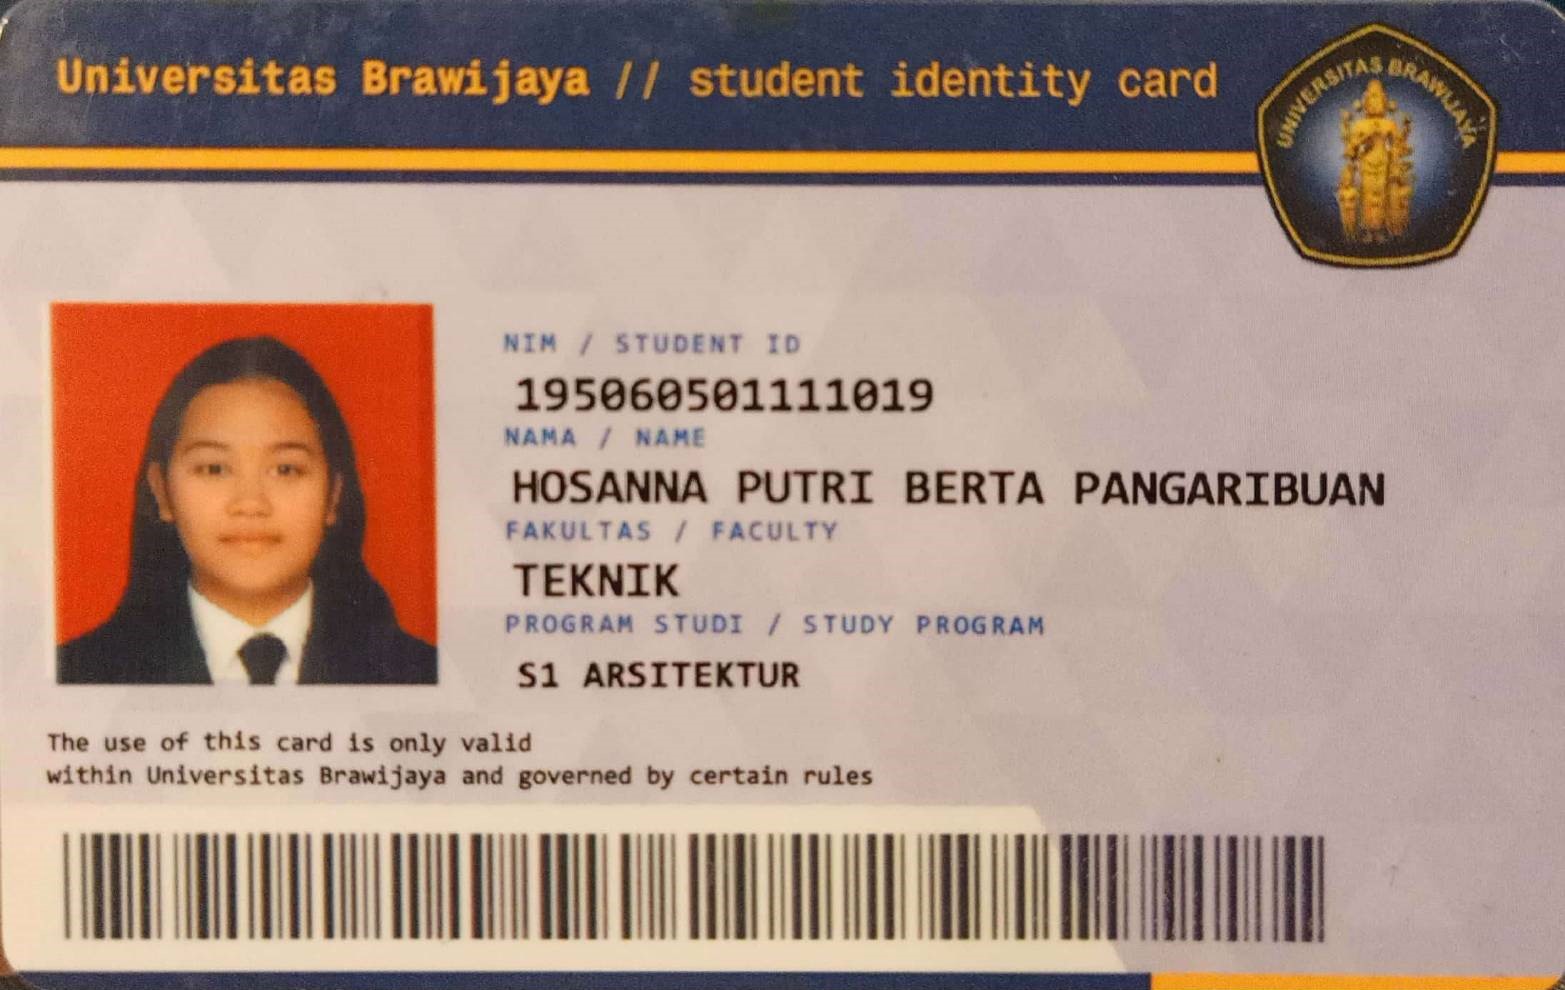 Universitas Brawijaya // student identity card
UNIVERSITAS BRAWIJAYA
NIM / STUDENT ID
195060501111019
NAMA / NAME
HOSANNA PUTRI BERTA PANGARIBUAN
FAKULTAS / FACULTY
TEKNIK
PROGRAM STUDI / STUDY PROGRAM
S1 ARSITEKTUR
The use of this card is only valid
within Universitas Brawijaya and governed by certain rules